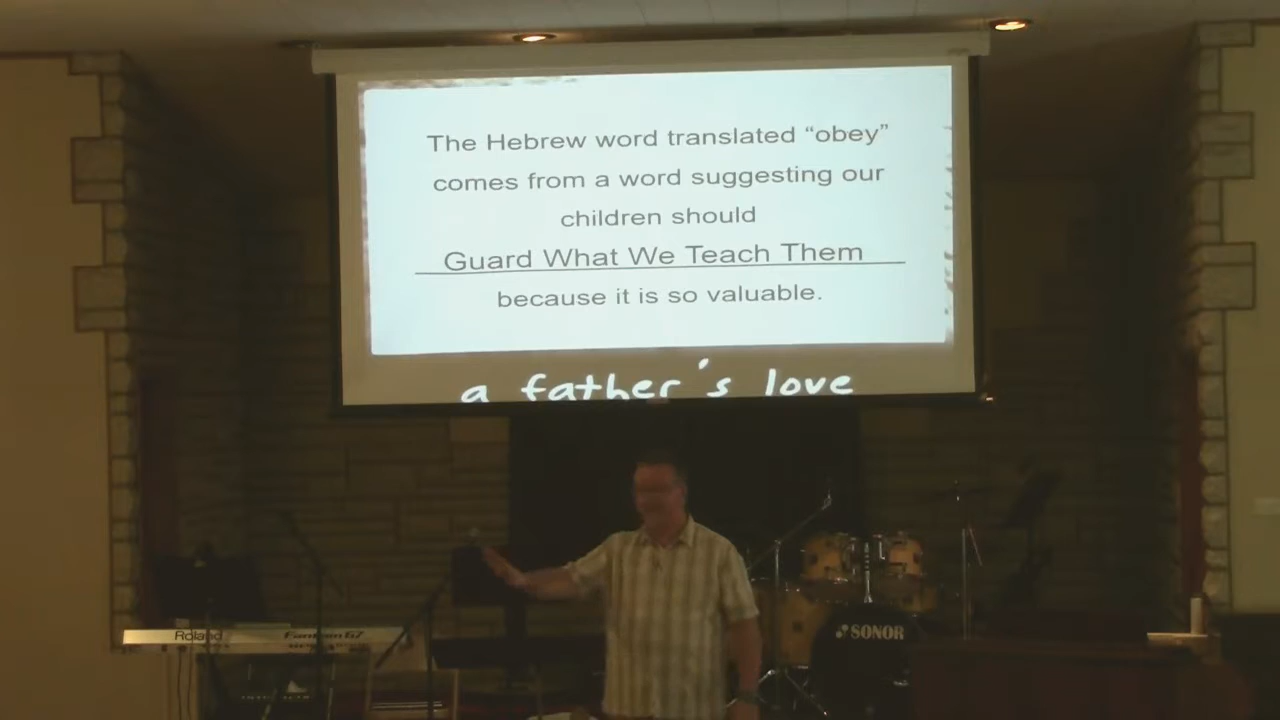 The Hebrew word translated “obey”
comes from a word suggesting our
children should
Guard What We Teach Them
because it is so valuable.
a father's love
Roland
Fantom G7
SONOR